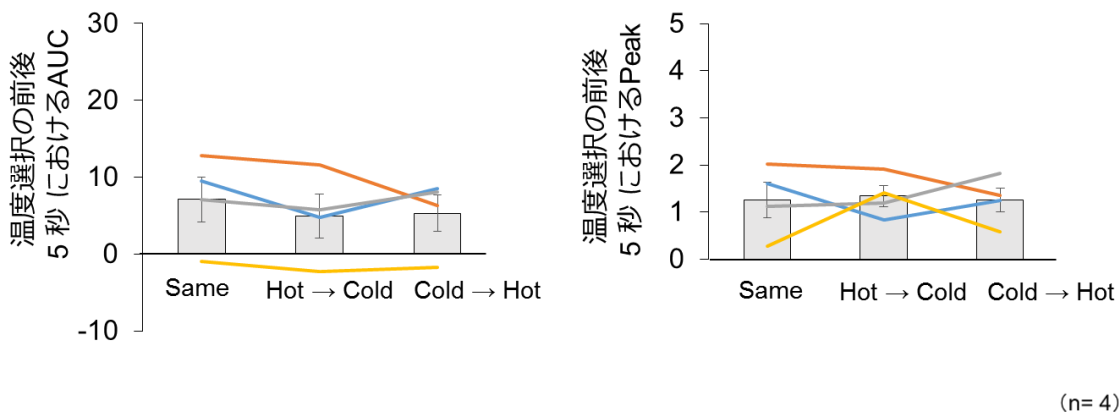 温度選択の前後
5 秒 におけるAUC
30
20
10
0
-10
Same
Hot → Cold
Cold → Hot
温度選択の前後
5 秒 におけるPeak
5
4
3
2
1
0
Same
Hot → Cold
Cold → Hot
（n= 4）